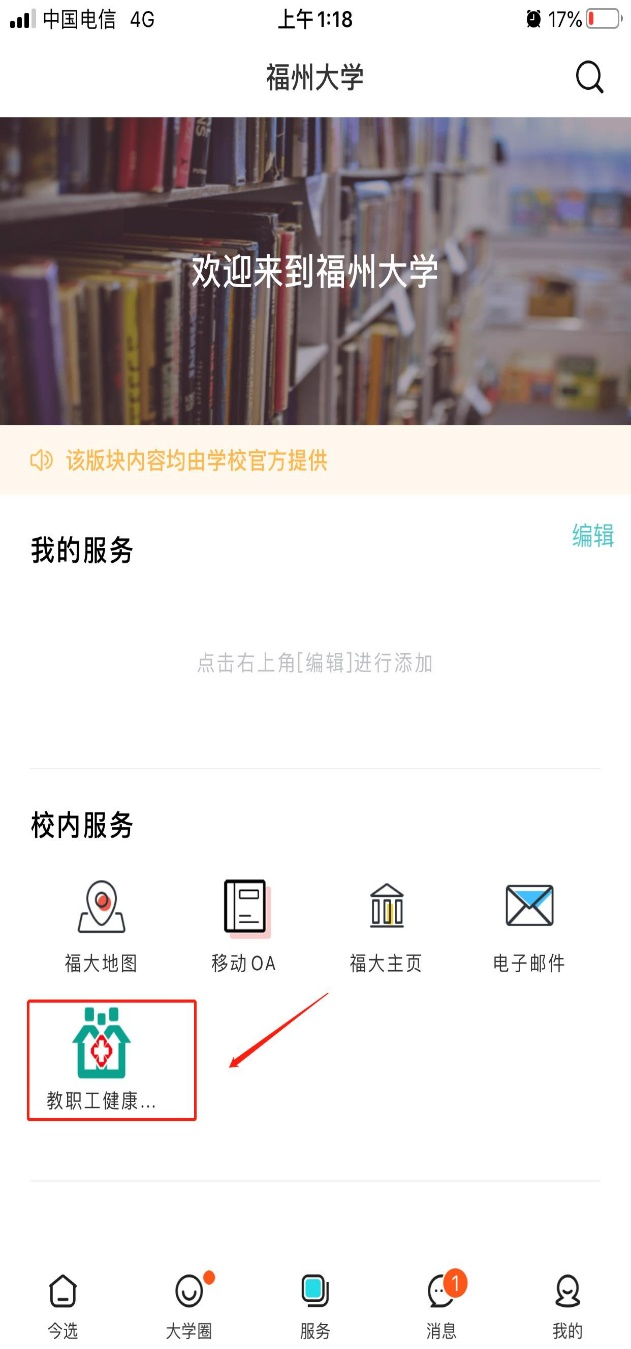 中国电信 4G 上午1:18 17%
福州大学
欢迎来到福州大学
该版块内容均由学校官方提供
我的服务 编辑
点击右上角[编辑]进行添加
校内服务
福大地图 移动OA 福大主页 电子邮件
教职工健康...
1
今选 大学圈 服务 消息 我的